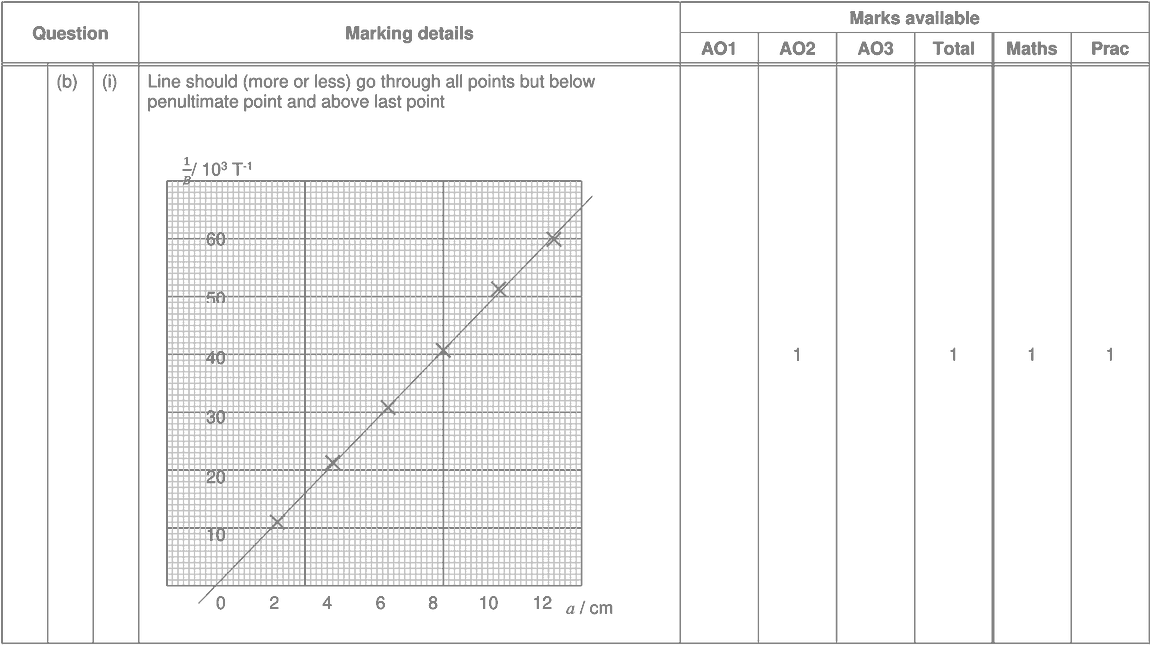 Question
Marking details
Marks available
AO1 AO2 AO3 Total Maths Prac
(b) (i) Line should (more or less) go through all points but below
penultimate point and above last point
1/B / 10³ T⁻¹
60
50
40
30
20
10
0 2 4 6 8 10 12 a / cm
1 1 1 1